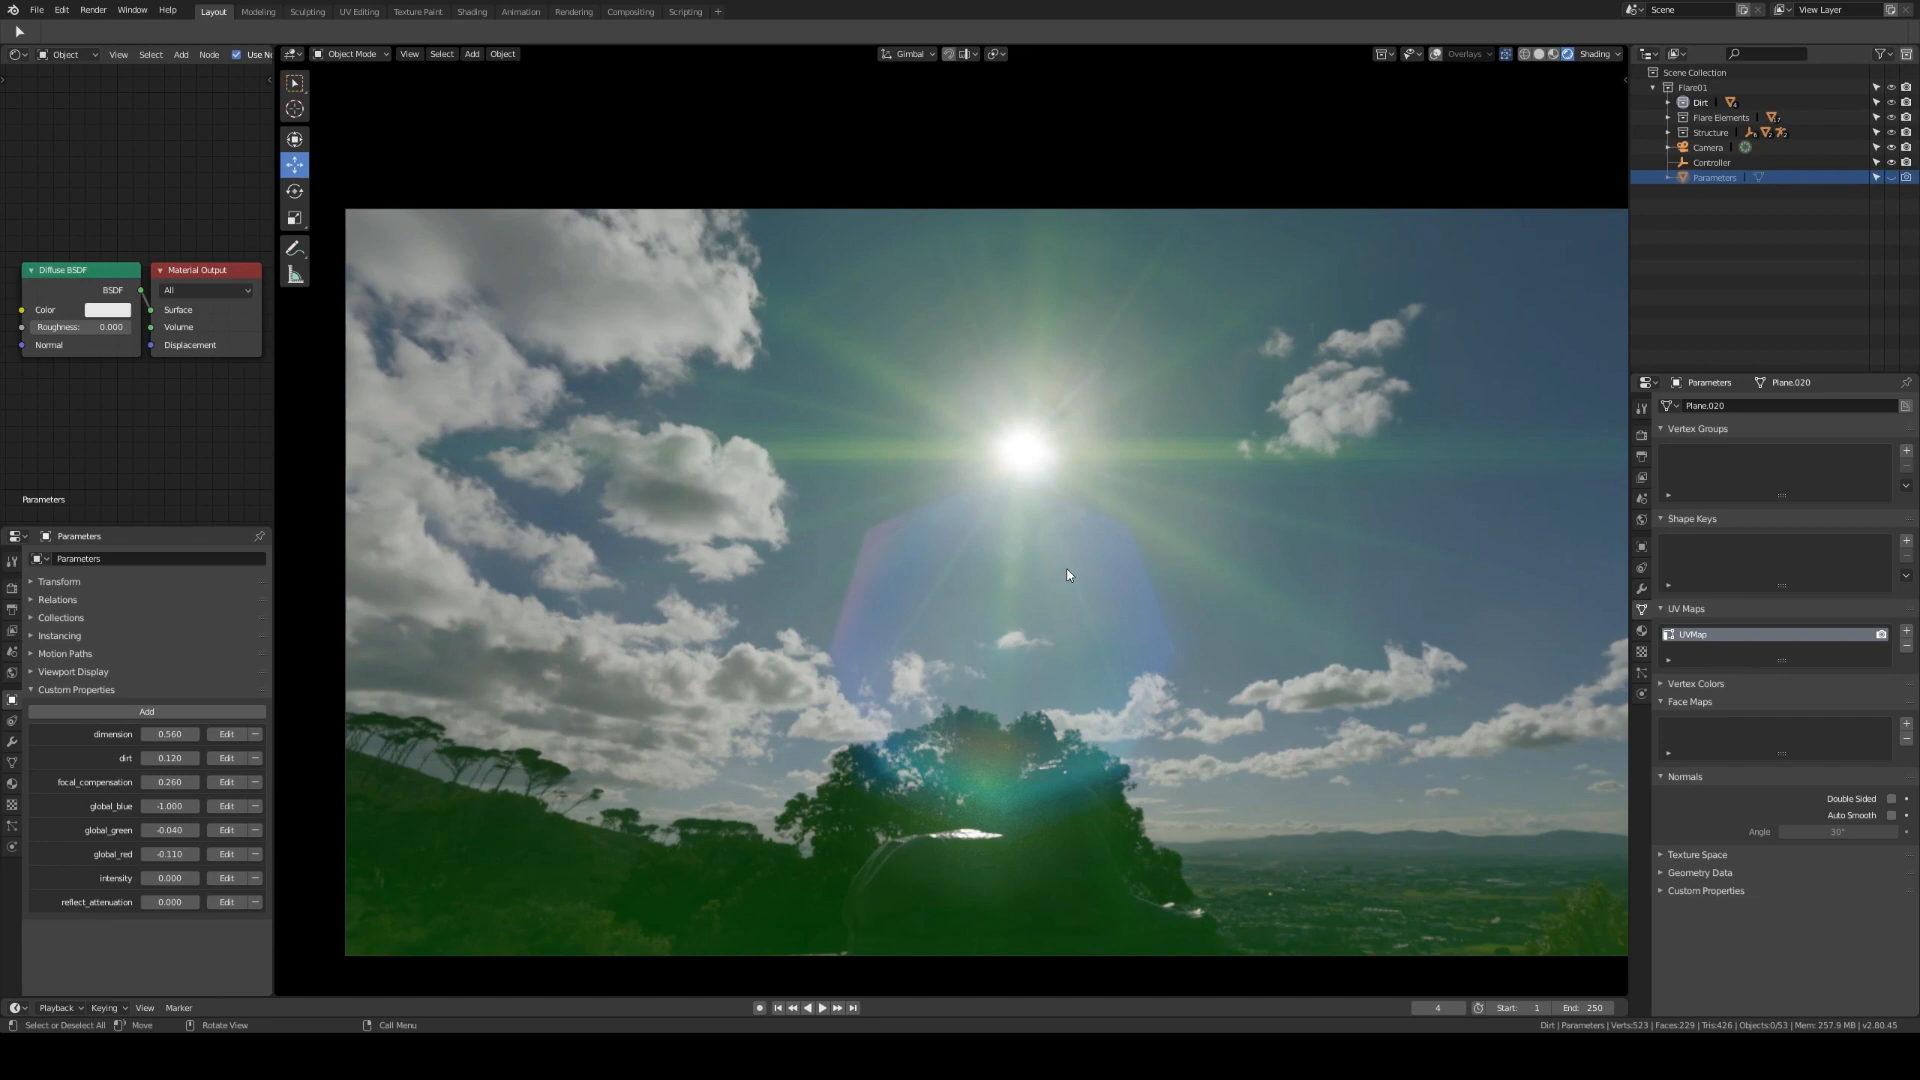 File Edit Render Window Help Layout Modeling Sculpting UV Editing Texture Paint Shading Animation Rendering Compositing Scripting + Scene View Layer
Object View Select Add Node Use No Object Mode View Select Add Object Gimbal Overlays Shading
Scene Collection
Flare01
Dirt
Flare Elements
Structure
Camera
Controller
Parameters
Diffuse BSDF
BSDF
Color
Roughness: 0.000
Normal
Material Output
All
Surface
Volume
Displacement
Parameters
Parameters
Parameters
Transform
Relations
Collections
Instancing
Motion Paths
Viewport Display
Custom Properties
Add
dimension 0.560 Edit
dirt 0.120 Edit
focal_compensation 0.260 Edit
global_blue -1.000 Edit
global_green -0.040 Edit
global_red -0.110 Edit
intensity 0.000 Edit
reflect_attenuation 0.000 Edit
Parameters Plane.020
Plane.020
Vertex Groups
Shape Keys
UV Maps
UVMap
Vertex Colors
Face Maps
Normals
Double Sided
Auto Smooth
Angle 30°
Texture Space
Geometry Data
Custom Properties
Playback Keying View Marker 4 Start: 1 End: 250
Select or Deselect All Move Rotate View Call Menu Dirt | Parameters | Verts:523 | Faces:229 | Tris:426 | Objects:0/53 | Mem: 257.9 MB | v2.80.45